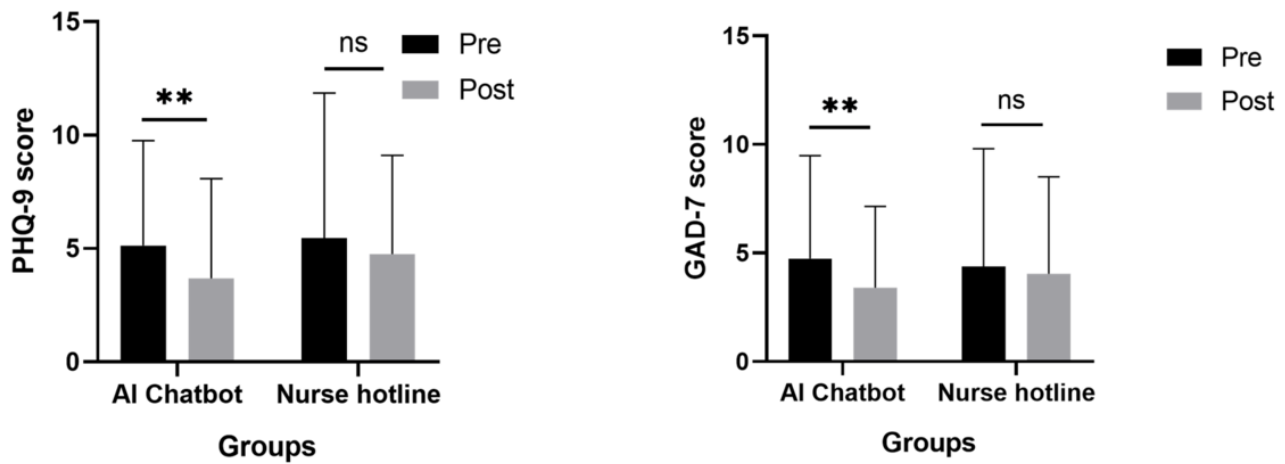 15
10
5
0
PHQ-9 score
**
ns
Pre
Post
AI Chatbot
Nurse hotline
Groups
15
10
5
0
GAD-7 score
**
ns
Pre
Post
AI Chatbot
Nurse hotline
Groups